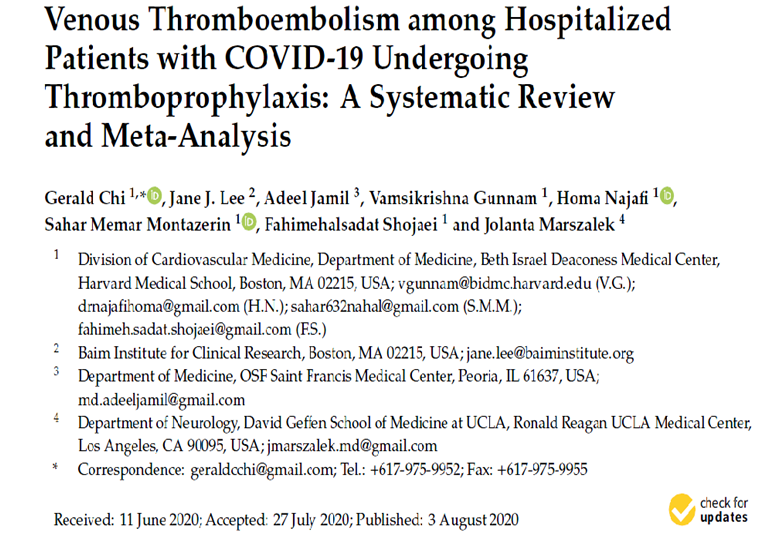 Venous Thromboembolism among Hospitalized
Patients with COVID-19 Undergoing
Thromboprophylaxis: A Systematic Review
and Meta-Analysis
Gerald Chi 1,* iD, Jane J. Lee 2, Adeel Jamil 3, Vamsikrishna Gunnam 1, Homa Najafi 1 iD,
Sahar Memar Montazerin 1 iD, Fahimehalsadat Shojaei 1 and Jolanta Marszalek 4
1 Division of Cardiovascular Medicine, Department of Medicine, Beth Israel Deaconess Medical Center,
Harvard Medical School, Boston, MA 02215, USA; vgunnam@bidmc.harvard.edu (V.G.);
drnajafihoma@gmail.com (H.N.); sahar632nahal@gmail.com (S.M.M.);
fahimeh.sadat.shojaei@gmail.com (F.S.)
2 Baim Institute for Clinical Research, Boston, MA 02215, USA; jane.lee@baiminstitute.org
3 Department of Medicine, OSF Saint Francis Medical Center, Peoria, IL 61637, USA;
md.adeeljamil@gmail.com
4 Department of Neurology, David Geffen School of Medicine at UCLA, Ronald Reagan UCLA Medical Center,
Los Angeles, CA 90095, USA; jmarszalek.md@gmail.com
* Correspondence: geraldcchi@gmail.com; Tel.: +617-975-9952; Fax: +617-975-9955
Received: 11 June 2020; Accepted: 27 July 2020; Published: 3 August 2020
check for
updates